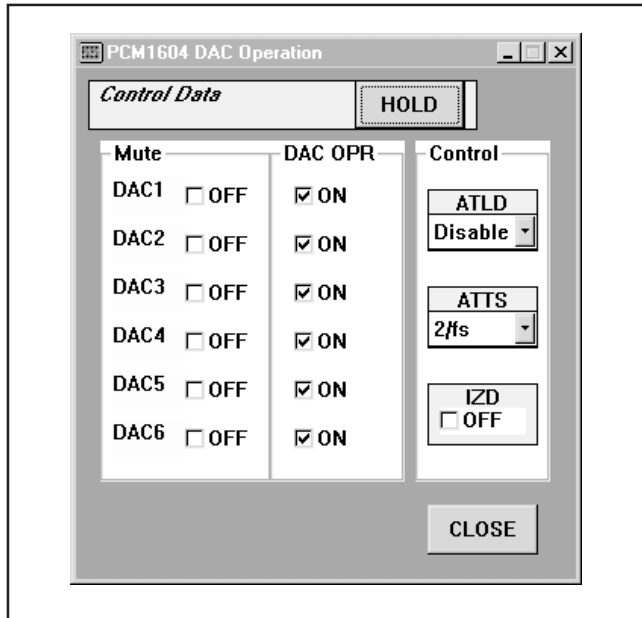 PCM1604 DAC Operation
Control Data HOLD
Mute DAC OPR Control
DAC1 OFF ON
ATLD
Disable
DAC2 OFF ON
DAC3 OFF ON
ATTS
2/fs
DAC4 OFF ON
DAC5 OFF ON
IZD
OFF
DAC6 OFF ON
CLOSE